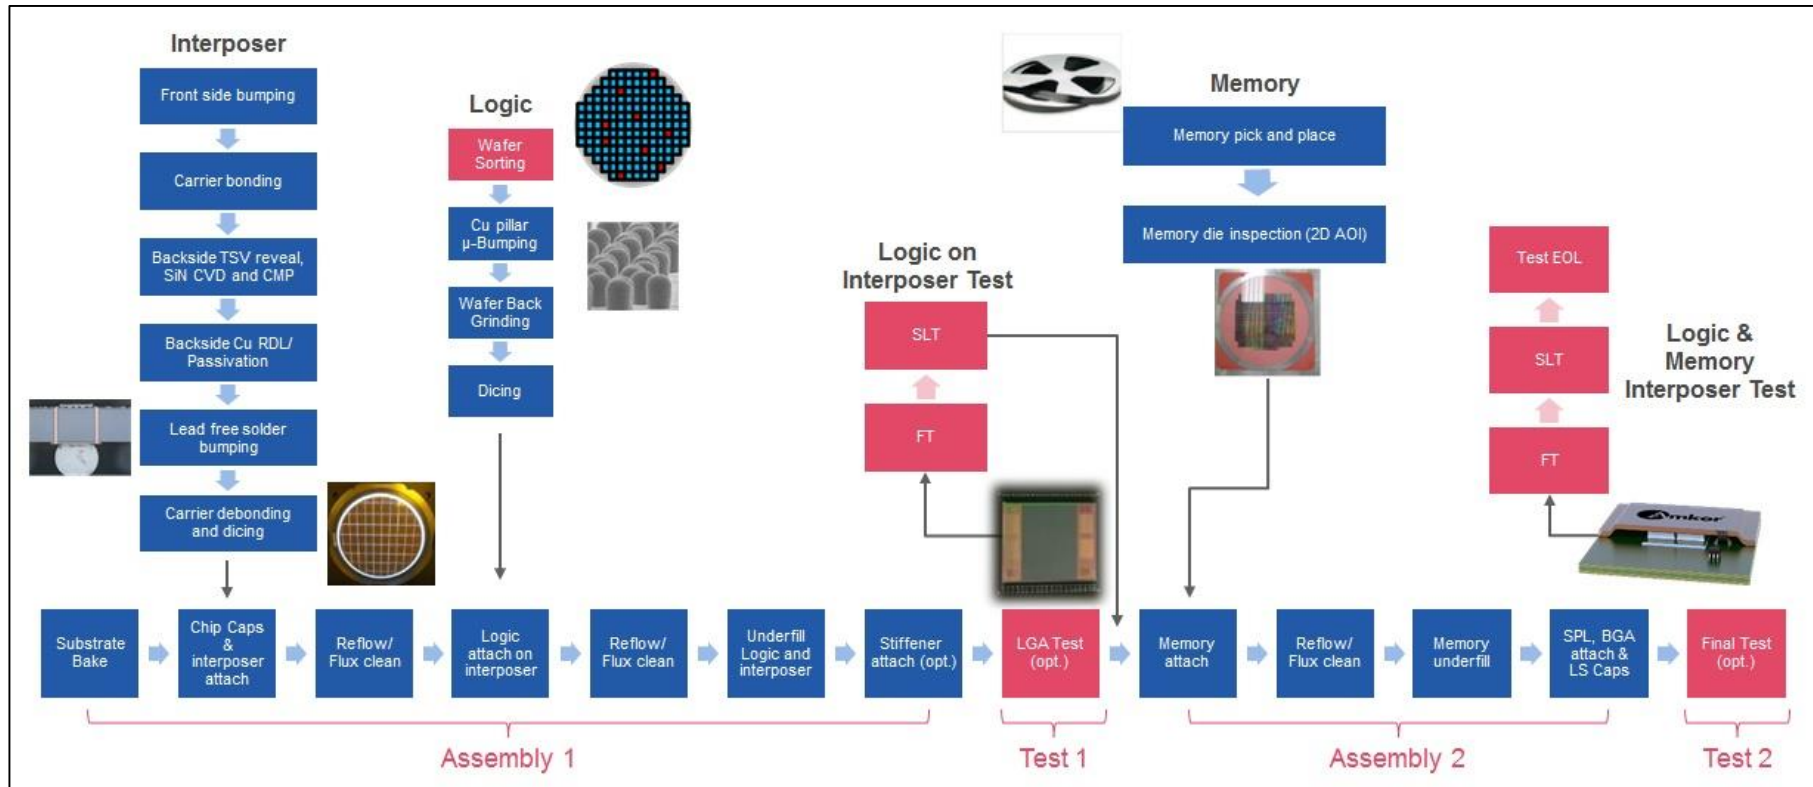 Interposer
Front side bumping
Carrier bonding
Backside TSV reveal,
SiN CVD and CMP
Backside Cu RDL/
Passivation
Lead free solder
bumping
Carrier debonding
and dicing
Logic
Wafer
Sorting
Cu pillar
µ-Bumping
Wafer Back
Grinding
Dicing
Logic on
Interposer Test
SLT
FT
Memory
Memory pick and place
Memory die inspection (2D AOI)
Test EOL
SLT
FT
Logic &
Memory
Interposer Test
Amkor
Substrate
Bake
Chip Caps
&
interposer
attach
Reflow/
Flux clean
Logic
attach on
interposer
Reflow/
Flux clean
Underfill
Logic and
interposer
Stiffener
attach (opt.)
LGA Test
(opt.)
Memory
attach
Reflow/
Flux clean
Memory
underfill
SPL, BGA
attach &
LS Caps
Final Test
(opt.)
Assembly 1
Test 1
Assembly 2
Test 2